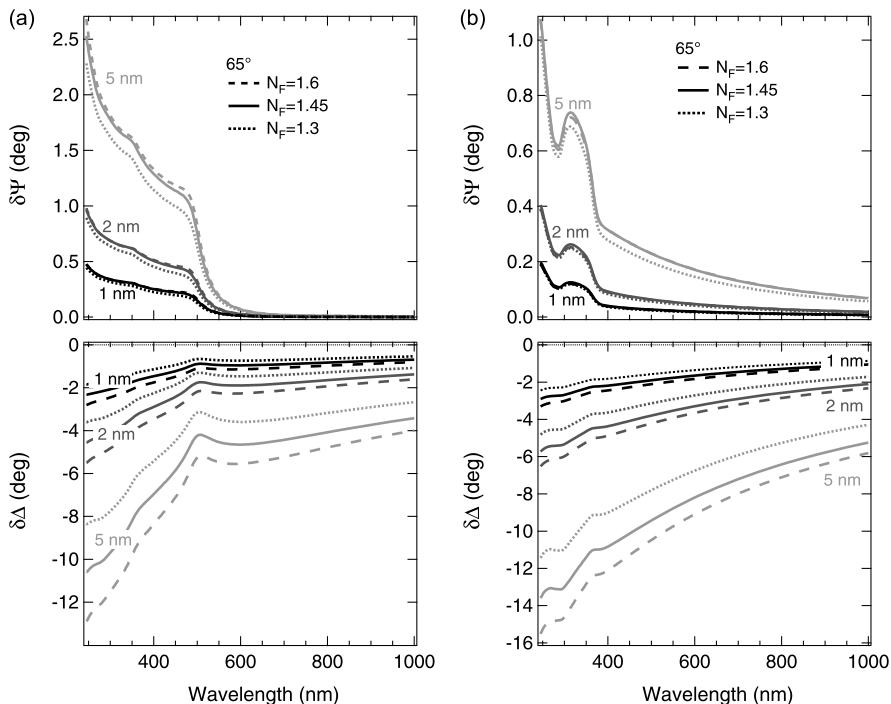 (a)
2.5
2.0
1.5
1.0
0.5
0.0
δΨ (deg)
5 nm
2 nm
1 nm
65°
N_F=1.6
N_F=1.45
N_F=1.3
0
-2
-4
-6
-8
-10
-12
δΔ (deg)
1 nm
2 nm
5 nm
400
600
800
1000
Wavelength (nm)
(b)
1.0
0.8
0.6
0.4
0.2
0.0
δΨ (deg)
5 nm
2 nm
1 nm
65°
N_F=1.6
N_F=1.45
N_F=1.3
0
-2
-4
-6
-8
-10
-12
-14
-16
δΔ (deg)
1 nm
2 nm
5 nm
400
600
800
1000
Wavelength (nm)